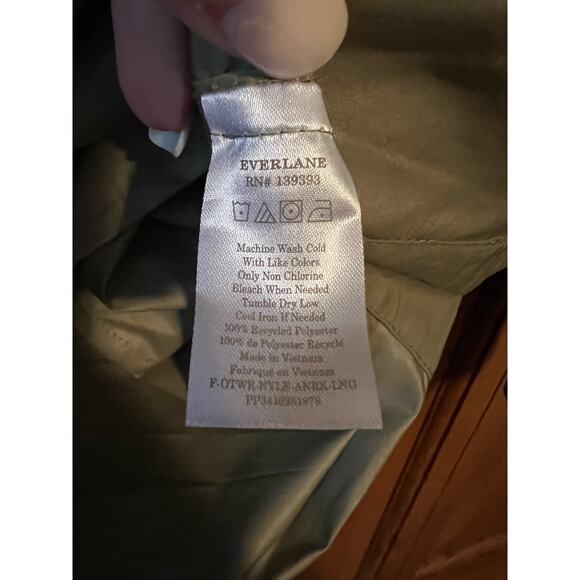 EVERLANE
RN# 139393
Machine Wash Cold
With Like Colors
Only Non Chlorine
Bleach When Needed
Tumble Dry Low
Cool Iron If Needed
100% Recycled Polyester
100% de Polyester Recyclé
Made in Vietnam
Fabriqué en Vietnam
F-OTWR-NYLF-ANRK-LNG
PP3419981878